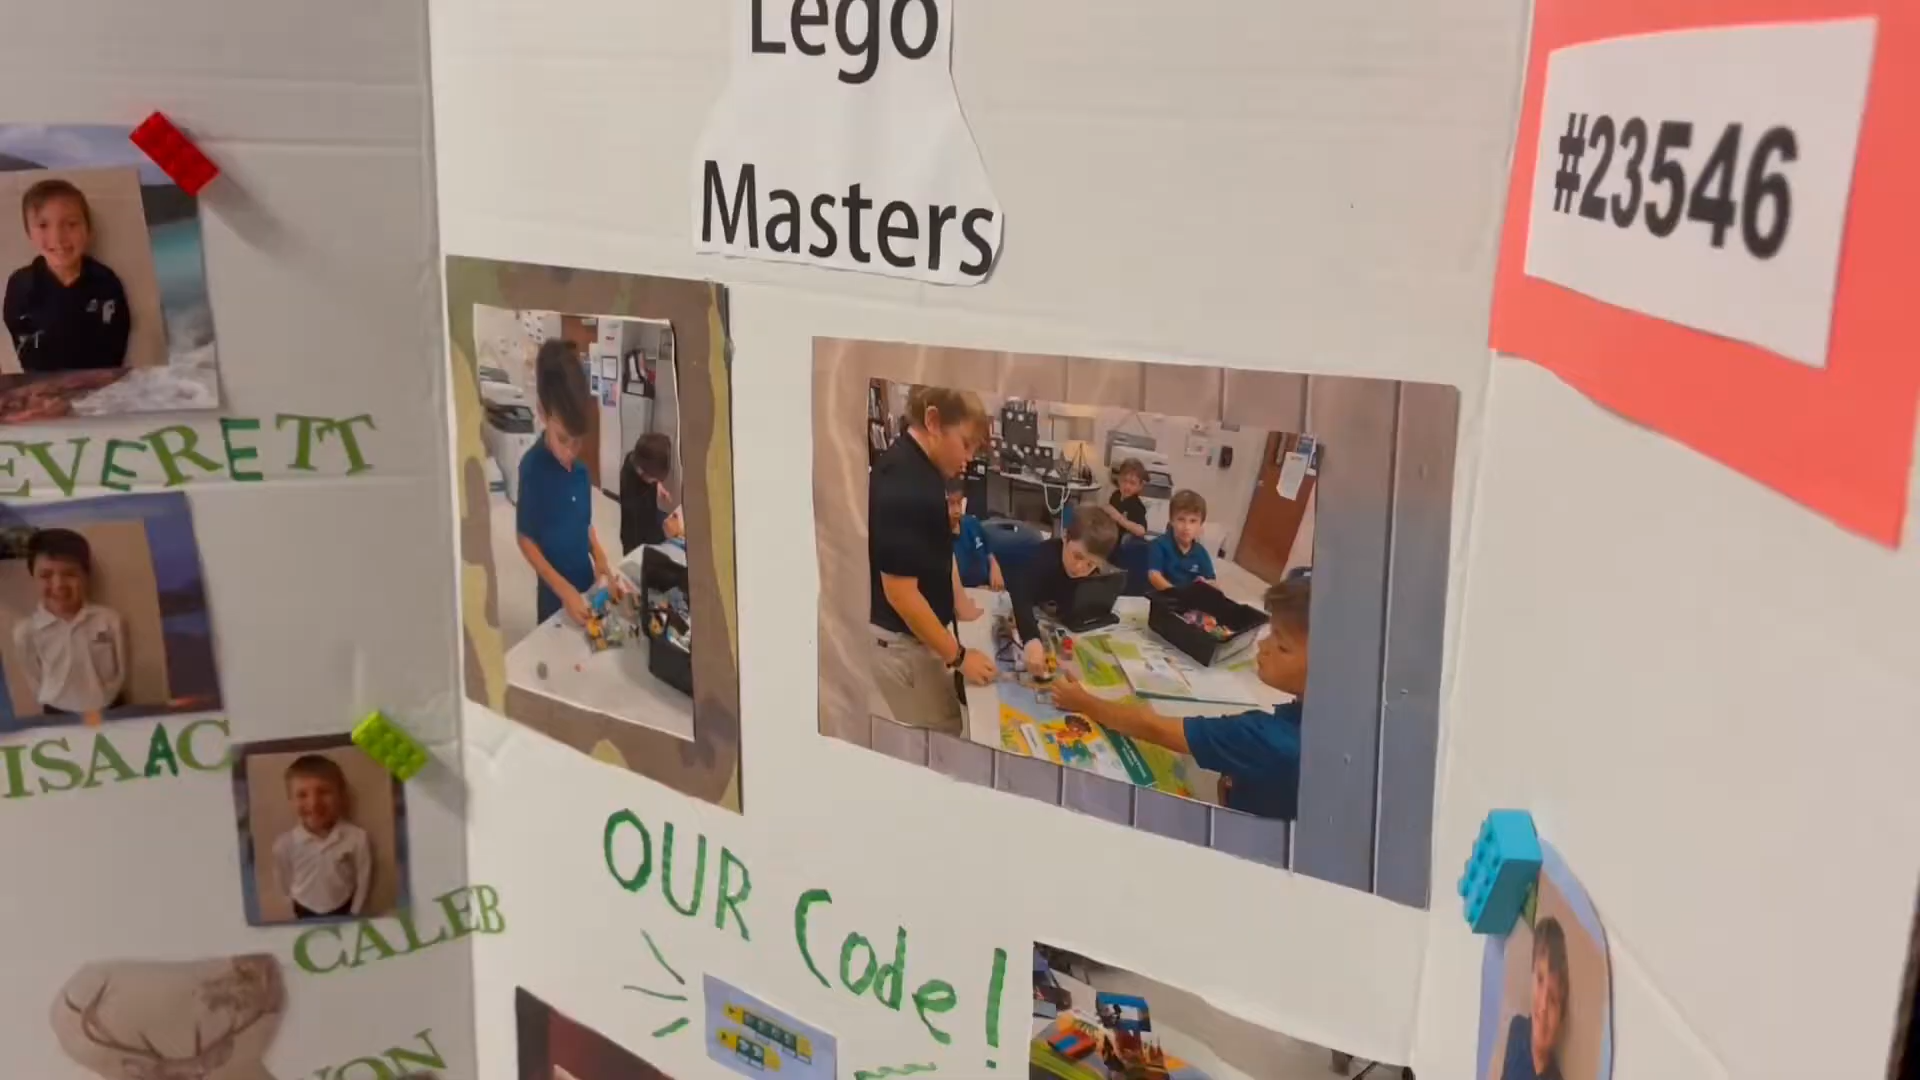 Lego
Masters
#23546
EVERETT
ISAAC
CALEB
OUR Code!